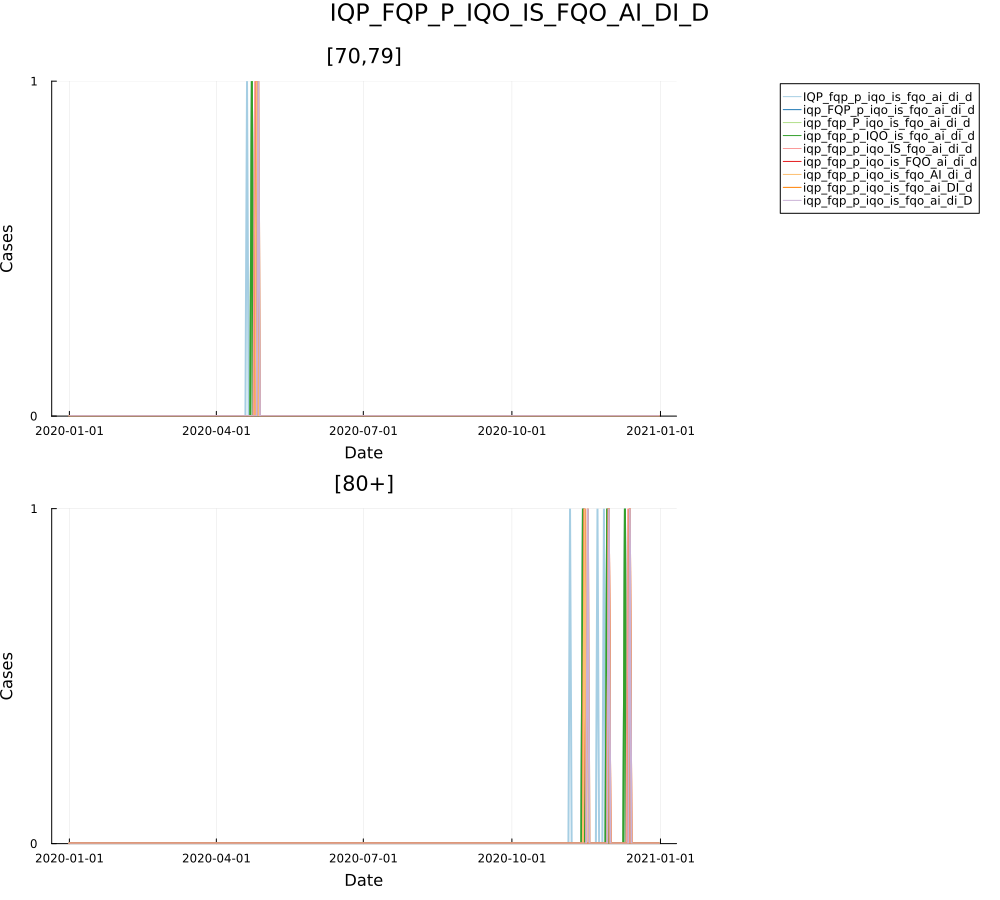 IQP_FQP_P_IQO_IS_FQO_AI_DI_D
[70,79]
1
Cases
0
2020-01-01 2020-04-01 2020-07-01 2020-10-01 2021-01-01
Date
IQP_fqp_p_iqo_is_fqo_ai_di_d
iqp_FQP_p_iqo_is_fqo_ai_di_d
iqp_fqp_P_iqo_is_fqo_ai_di_d
iqp_fqp_p_IQO_is_fqo_ai_di_d
iqp_fqp_p_iqo_IS_fqo_ai_di_d
iqp_fqp_p_iqo_is_FQO_ai_di_d
iqp_fqp_p_iqo_is_fqo_AI_di_d
iqp_fqp_p_iqo_is_fqo_ai_DI_d
iqp_fqp_p_iqo_is_fqo_ai_di_D
[80+]
1
Cases
0
2020-01-01 2020-04-01 2020-07-01 2020-10-01 2021-01-01
Date